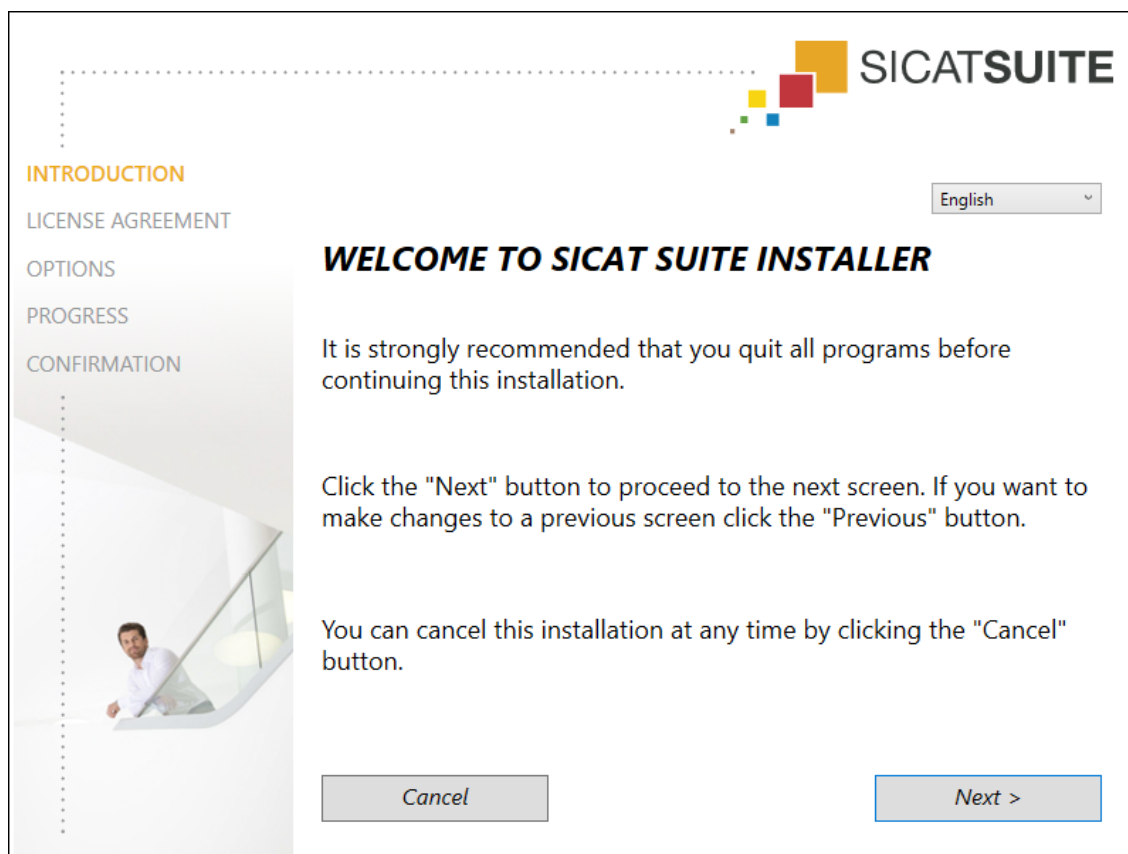 SICATSUITE
INTRODUCTION
LICENSE AGREEMENT
OPTIONS
PROGRESS
CONFIRMATION
English
WELCOME TO SICAT SUITE INSTALLER
It is strongly recommended that you quit all programs before
continuing this installation.
Click the "Next" button to proceed to the next screen. If you want to
make changes to a previous screen click the "Previous" button.
You can cancel this installation at any time by clicking the "Cancel"
button.
Cancel
Next >